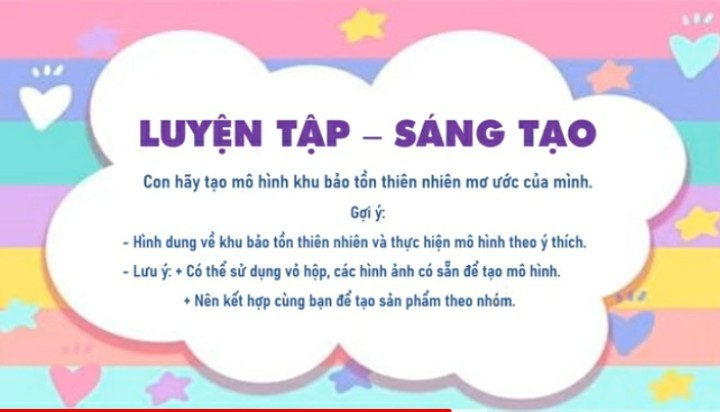 LUYỆN TẬP – SÁNG TẠO
Con hãy tạo mô hình khu bảo tồn thiên nhiên mơ ước của mình.
Gợi ý:
- Hình dung về khu bảo tồn thiên nhiên và thực hiện mô hình theo ý thích.
- Lưu ý: + Có thể sử dụng vỏ hộp, các hình ảnh có sẵn để tạo mô hình.
+ Nên kết hợp cùng bạn để tạo sản phẩm theo nhóm.